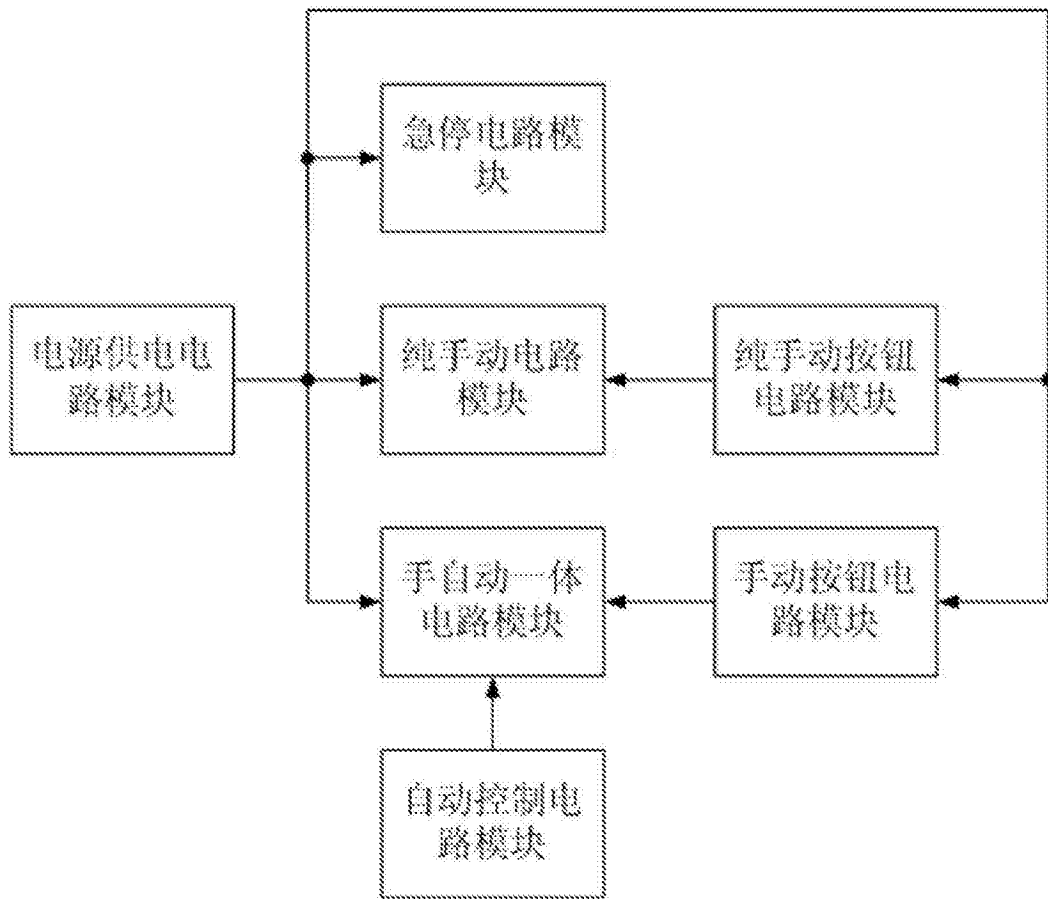 急停电路模
块
电源供电电
路模块
纯手动电路
模块
纯手动按钮
电路模块
手自动一体
电路模块
手动按钮电
路模块
自动控制电
路模块